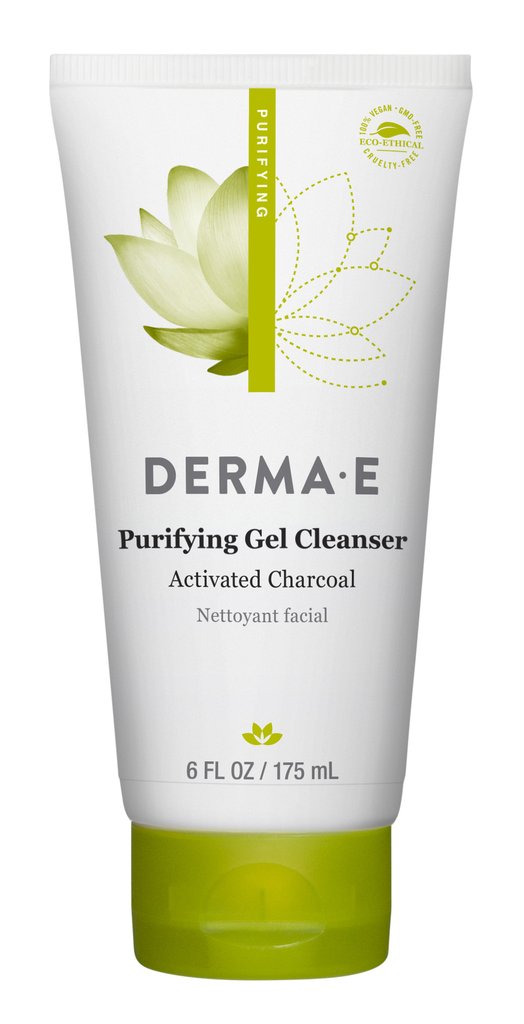 PURIFYING
100% VEGAN • GMO-FREE
ECO-ETHICAL
CRUELTY-FREE
DERMA·E
Purifying Gel Cleanser
Activated Charcoal
Nettoyant facial
6 FL OZ / 175 mL